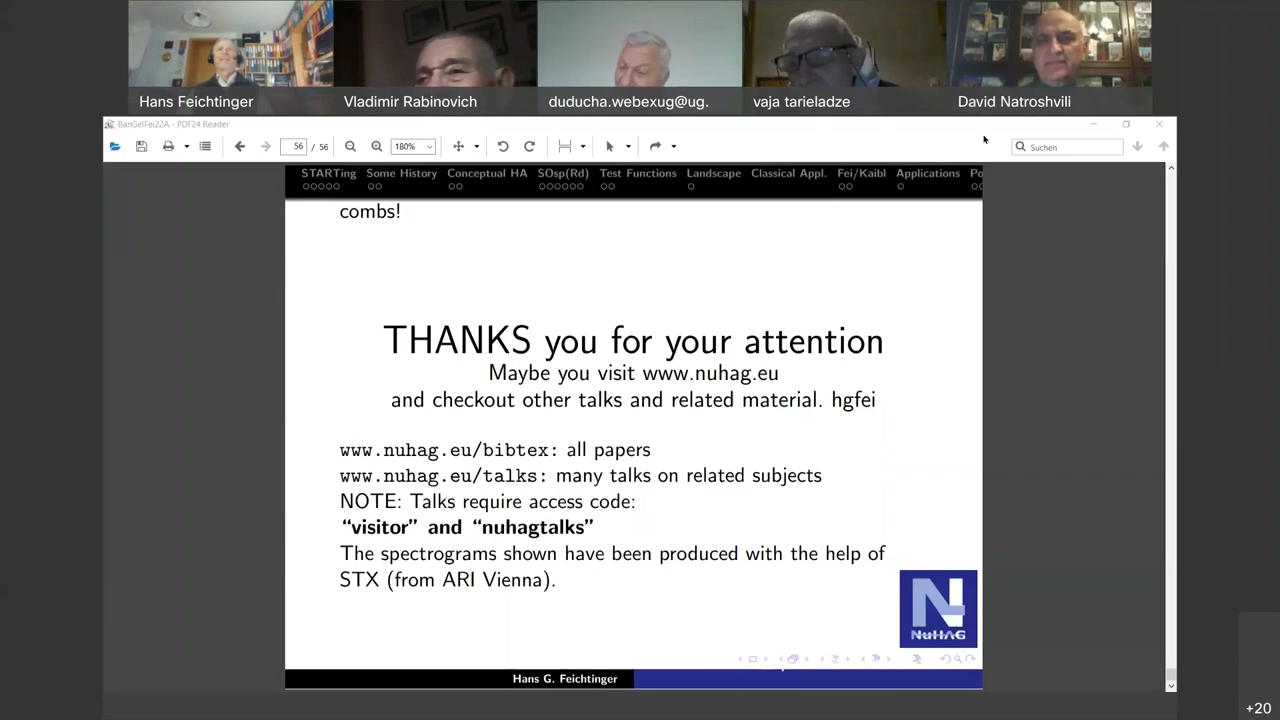 Hans Feichtinger
Vladimir Rabinovich
duducha.webexug@ug.
vaja tarieladze
David Natroshvili
BanGelFei22A - PDF24 Reader
56 / 56
180%
Suchen
STARTing Some History Conceptual HA SOsp(Rd) Test Functions Landscape Classical Appl. Fei/Kaibl Applications Po
combs!
THANKS you for your attention
Maybe you visit www.nuhag.eu
and checkout other talks and related material. hgfei
www.nuhag.eu/bibtex: all papers
www.nuhag.eu/talks: many talks on related subjects
NOTE: Talks require access code:
“visitor” and “nuhagtalks”
The spectrograms shown have been produced with the help of
STX (from ARI Vienna).
N
NuHAG
Hans G. Feichtinger
+20